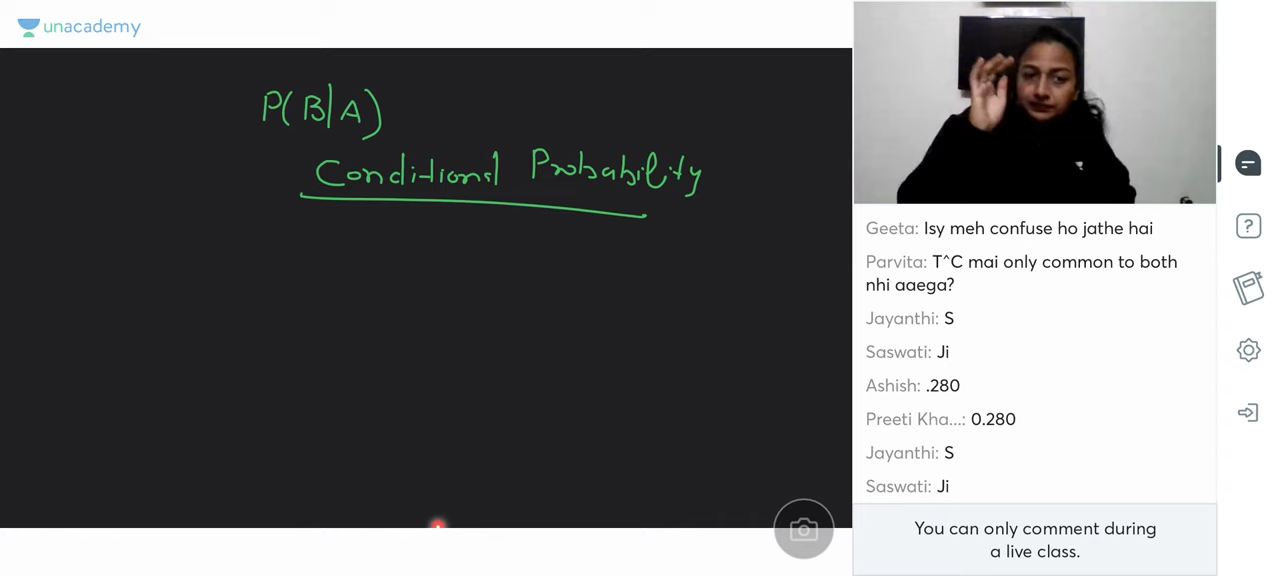 unacademy
P(B|A)
Conditional Probability
Geeta: Isy meh confuse ho jathe hai
Parvita: T^C mai only common to both
nhi aaega?
Jayanthi: S
Saswati: Ji
Ashish: .280
Preeti Kha...: 0.280
Jayanthi: S
Saswati: Ji
You can only comment during
a live class.
?